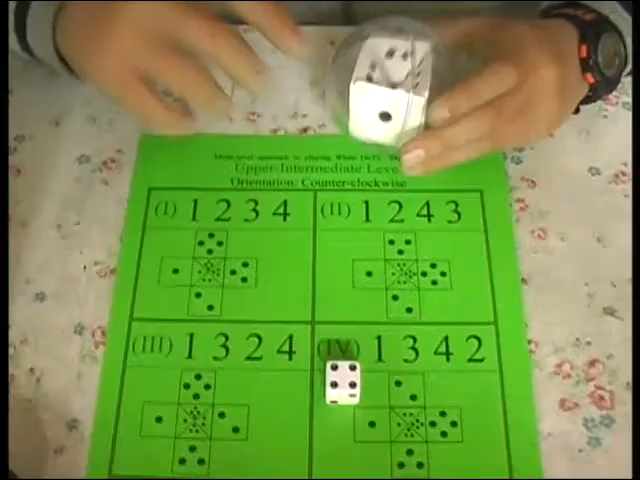 Upper-Intermediate Level
Orientation: Counter-clockwise
(I) 1 2 3 4
(II) 1 2 4 3
(III) 1 3 2 4
(IV) 1 3 4 2